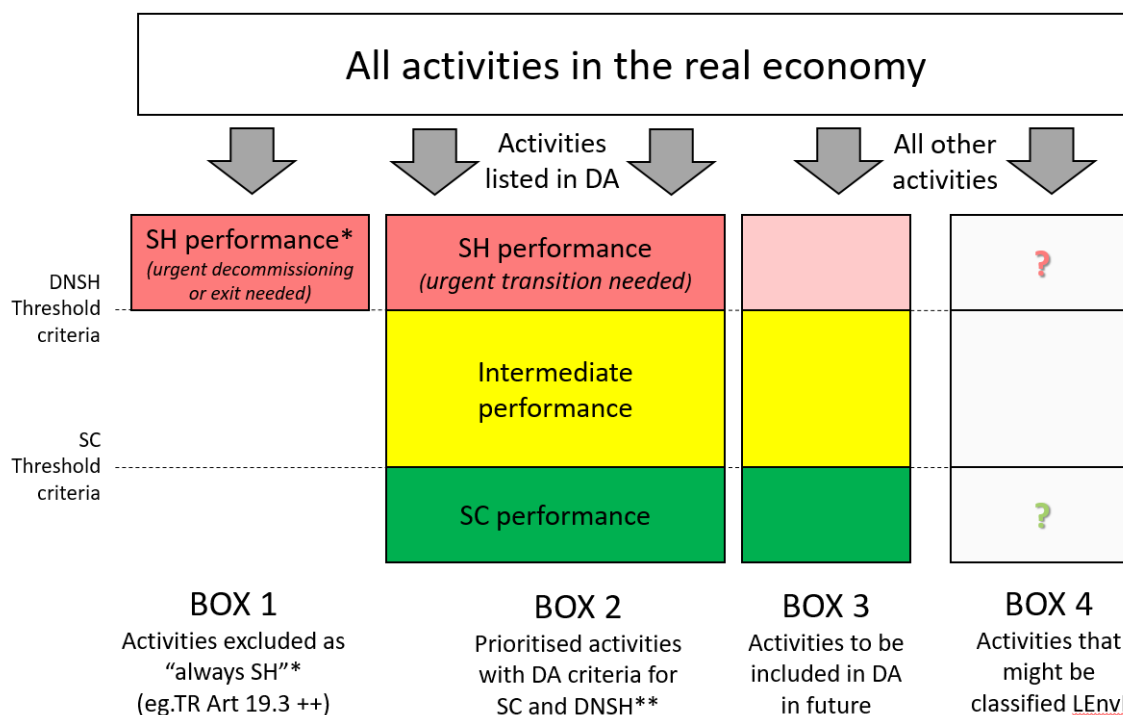 All activities in the real economy
Activities
listed in DA
All other
activities
SH performance*
(urgent decommissioning
or exit needed)
SH performance
(urgent transition needed)
?
DNSH
Threshold
criteria
Intermediate
performance
SC
Threshold
criteria
SC performance
?
BOX 1
Activities excluded as
“always SH”*
(eg.TR Art 19.3 ++)
BOX 2
Prioritised activities
with DA criteria for
SC and DNSH**
BOX 3
Activities to be
included in DA
in future
BOX 4
Activities that
might be
classified